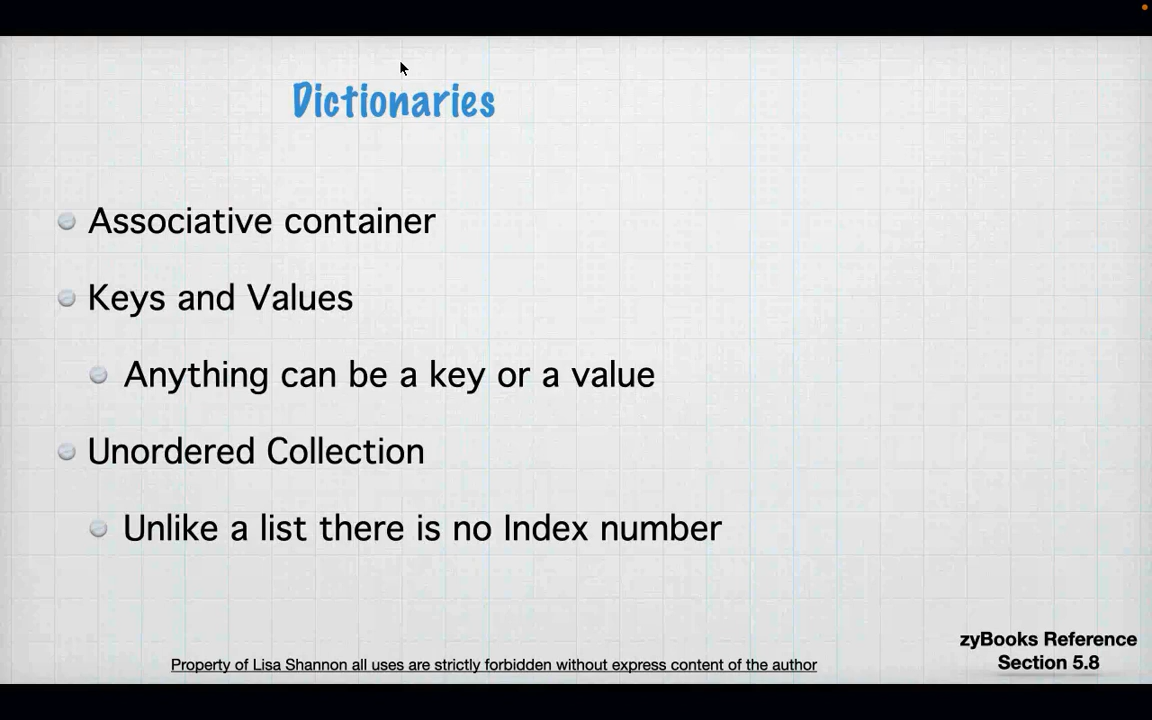 Dictionaries
Associative container
Keys and Values
Anything can be a key or a value
Unordered Collection
Unlike a list there is no Index number
zyBooks Reference
Section 5.8
Property of Lisa Shannon all uses are strictly forbidden without express content of the author